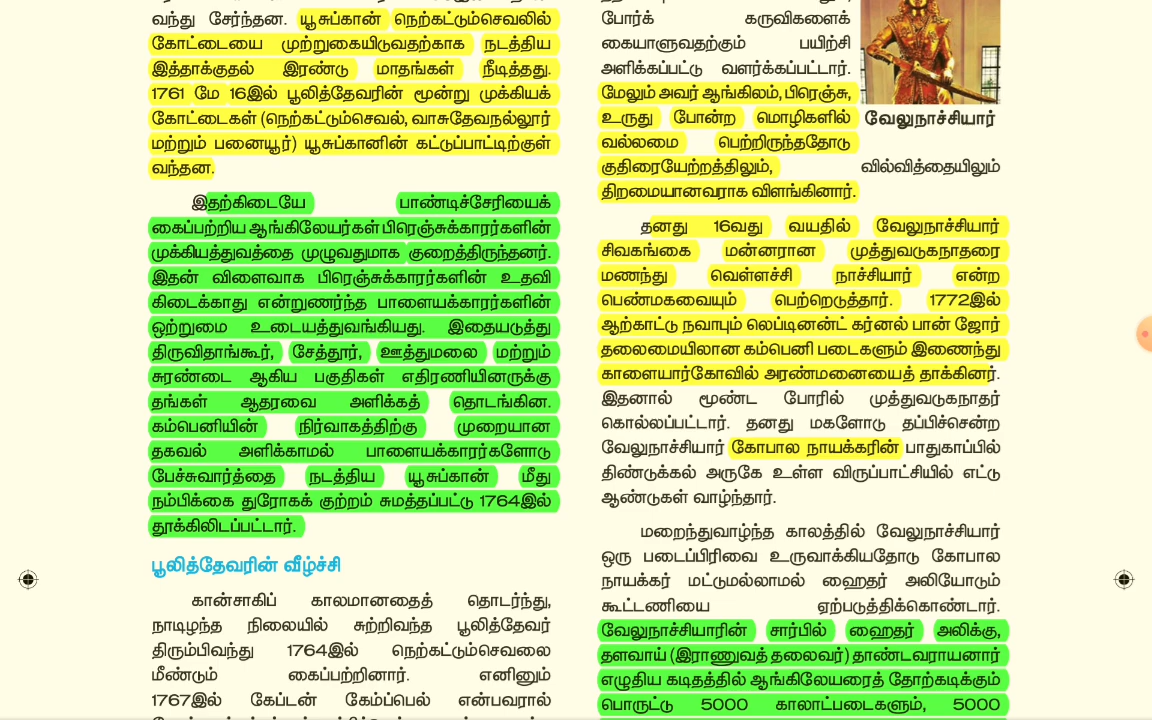 வந்து சேர்ந்தன. யூசுப்கான் நெற்கட்டும்செவலில்
கோட்டையை முற்றுகையிடுவதற்காக நடத்திய
இத்தாக்குதல் இரண்டு மாதங்கள் நீடித்தது.
1761 மே 16இல் பூலித்தேவரின் மூன்று முக்கியக்
கோட்டைகள் (நெற்கட்டும்செவல், வாசுதேவநல்லூர்
மற்றும் பனையூர்) யூசுப்கானின் கட்டுப்பாட்டிற்குள்
வந்தன.
இதற்கிடையே பாண்டிச்சேரியைக்
கைப்பற்றிய ஆங்கிலேயர்கள் பிரெஞ்சுக்காரர்களின்
முக்கியத்துவத்தை முழுவதுமாக குறைத்திருந்தனர்.
இதன் விளைவாக பிரெஞ்சுக்காரர்களின் உதவி
கிடைக்காது என்றுணர்ந்த பாளையக்காரர்களின்
ஒற்றுமை உடையத்துவங்கியது. இதையடுத்து
திருவிதாங்கூர், சேத்தூர், ஊத்துமலை மற்றும்
சுரண்டை ஆகிய பகுதிகள் எதிரணியினருக்கு
தங்கள் ஆதரவை அளிக்கத் தொடங்கின.
கம்பெனியின் நிர்வாகத்திற்கு முறையான
தகவல் அளிக்காமல் பாளையக்காரர்களோடு
பேச்சுவார்த்தை நடத்திய யூசுப்கான் மீது
நம்பிக்கை துரோகக் குற்றம் சுமத்தப்பட்டு 1764இல்
தூக்கிலிடப்பட்டார்.
பூலித்தேவரின் வீழ்ச்சி
கான்சாகிப் காலமானதைத் தொடர்ந்து,
நாடிழந்த நிலையில் சுற்றிவந்த பூலித்தேவர்
திரும்பிவந்து 1764இல் நெற்கட்டும்செவலை
மீண்டும் கைப்பற்றினார். எனினும்
1767இல் கேப்டன் கேம்ப்பெல் என்பவரால்
போர்க் கருவிகளைக்
கையாளுவதற்கும் பயிற்சி
அளிக்கப்பட்டு வளர்க்கப்பட்டார்.
மேலும் அவர் ஆங்கிலம், பிரெஞ்சு,
உருது போன்ற மொழிகளில்
வல்லமை பெற்றிருந்ததோடு
குதிரையேற்றத்திலும், வில்வித்தையிலும்
திறமையானவராக விளங்கினார்.
வேலுநாச்சியார்
தனது 16வது வயதில் வேலுநாச்சியார்
சிவகங்கை மன்னரான முத்துவடுகநாதரை
மணந்து வெள்ளச்சி நாச்சியார் என்ற
பெண்மகவையும் பெற்றெடுத்தார். 1772இல்
ஆற்காட்டு நவாபும் லெப்டினன்ட் கர்னல் பான் ஜோர்
தலைமையிலான கம்பெனி படைகளும் இணைந்து
காளையார்கோவில் அரண்மனையைத் தாக்கினர்.
இதனால் மூண்ட போரில் முத்துவடுகநாதர்
கொல்லப்பட்டார். தனது மகளோடு தப்பிச்சென்ற
வேலுநாச்சியார் கோபால நாயக்கரின் பாதுகாப்பில்
திண்டுக்கல் அருகே உள்ள விருப்பாட்சியில் எட்டு
ஆண்டுகள் வாழ்ந்தார்.
மறைந்துவாழ்ந்த காலத்தில் வேலுநாச்சியார்
ஒரு படைப்பிரிவை உருவாக்கியதோடு கோபால
நாயக்கர் மட்டுமல்லாமல் ஹைதர் அலியோடும்
கூட்டணியை ஏற்படுத்திக்கொண்டார்.
வேலுநாச்சியாரின் சார்பில் ஹைதர் அலிக்கு,
தளவாய் (இராணுவத் தலைவர்) தாண்டவராயனார்
எழுதிய கடிதத்தில் ஆங்கிலேயரைத் தோற்கடிக்கும்
பொருட்டு 5000 காலாட்படைகளும், 5000